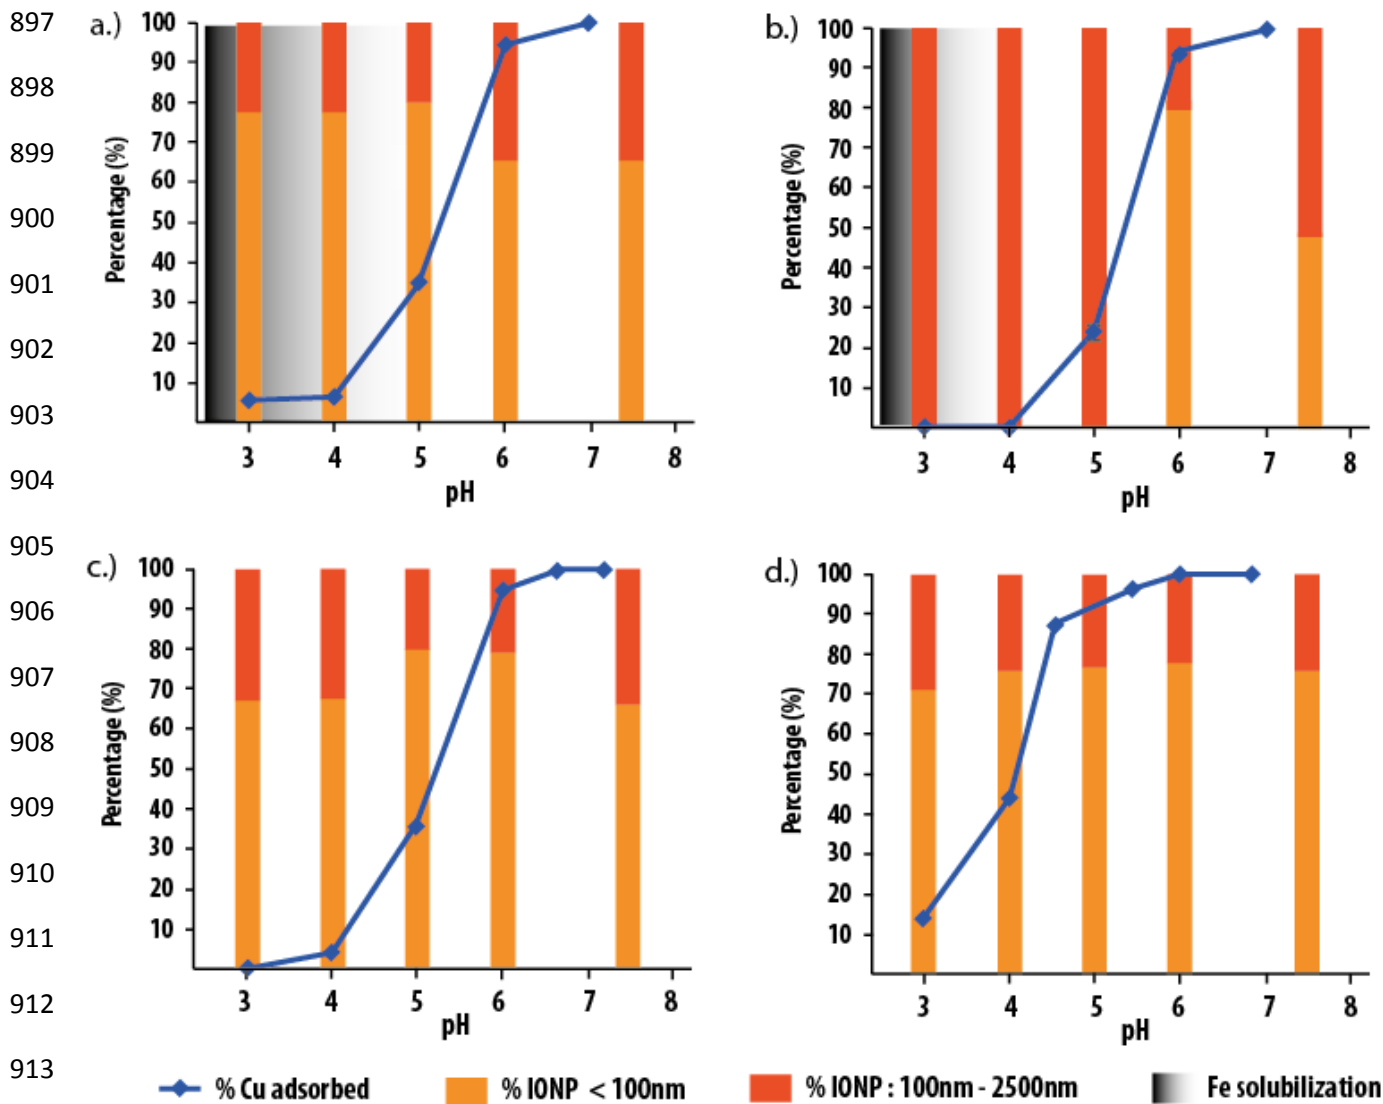 897
898
899
900
901
902
903
904
905
906
907
908
909
910
911
912
913
a.)
Percentage (%)
100
90
80
70
60
50
40
30
20
10
3 4 5 6 7 8
pH
b.)
Percentage (%)
100
90
80
70
60
50
40
30
20
10
3 4 5 6 7 8
pH
c.)
Percentage (%)
100
90
80
70
60
50
40
30
20
10
3 4 5 6 7 8
pH
d.)
Percentage (%)
100
90
80
70
60
50
40
30
20
10
3 4 5 6 7 8
pH
% Cu adsorbed
% IONP < 100nm
% IONP : 100nm - 2500nm
Fe solubilization